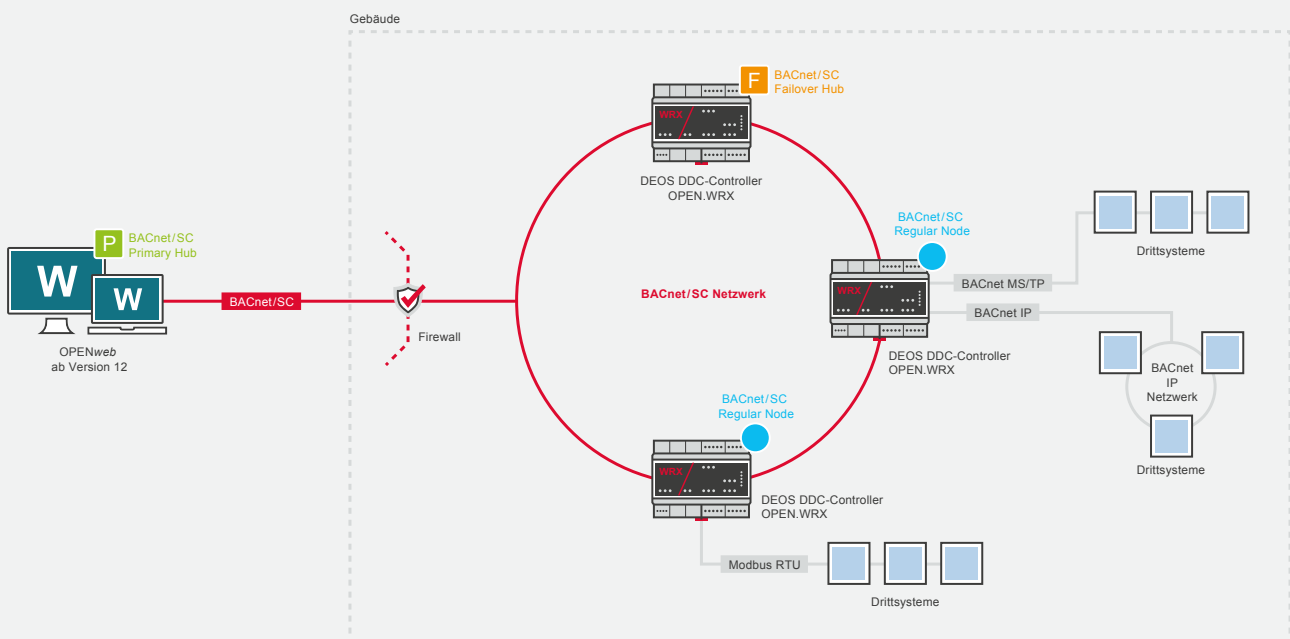 Gebäude
F
BACnet/SC
Failover Hub
WRX
DEOS DDC-Controller
OPEN.WRX
P
BACnet/SC
Primary Hub
W
W
OPENweb
ab Version 12
BACnet/SC
Firewall
BACnet/SC Netzwerk
BACnet/SC
Regular Node
WRX
DEOS DDC-Controller
OPEN.WRX
BACnet MS/TP
Drittsysteme
BACnet IP
BACnet
IP
Netzwerk
Drittsysteme
BACnet/SC
Regular Node
WRX
DEOS DDC-Controller
OPEN.WRX
Modbus RTU
Drittsysteme